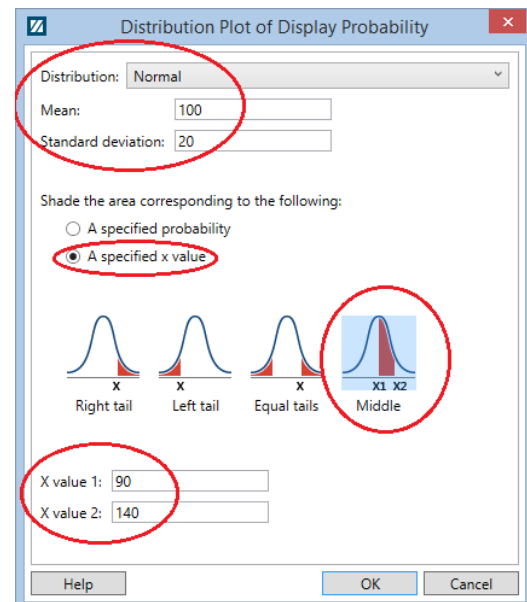 Distribution Plot of Display Probability
Distribution: Normal
Mean: 100
Standard deviation: 20
Shade the area corresponding to the following:
A specified probability
A specified x value
X X X X1 X2
Right tail Left tail Equal tails Middle
X value 1: 90
X value 2: 140
Help OK Cancel